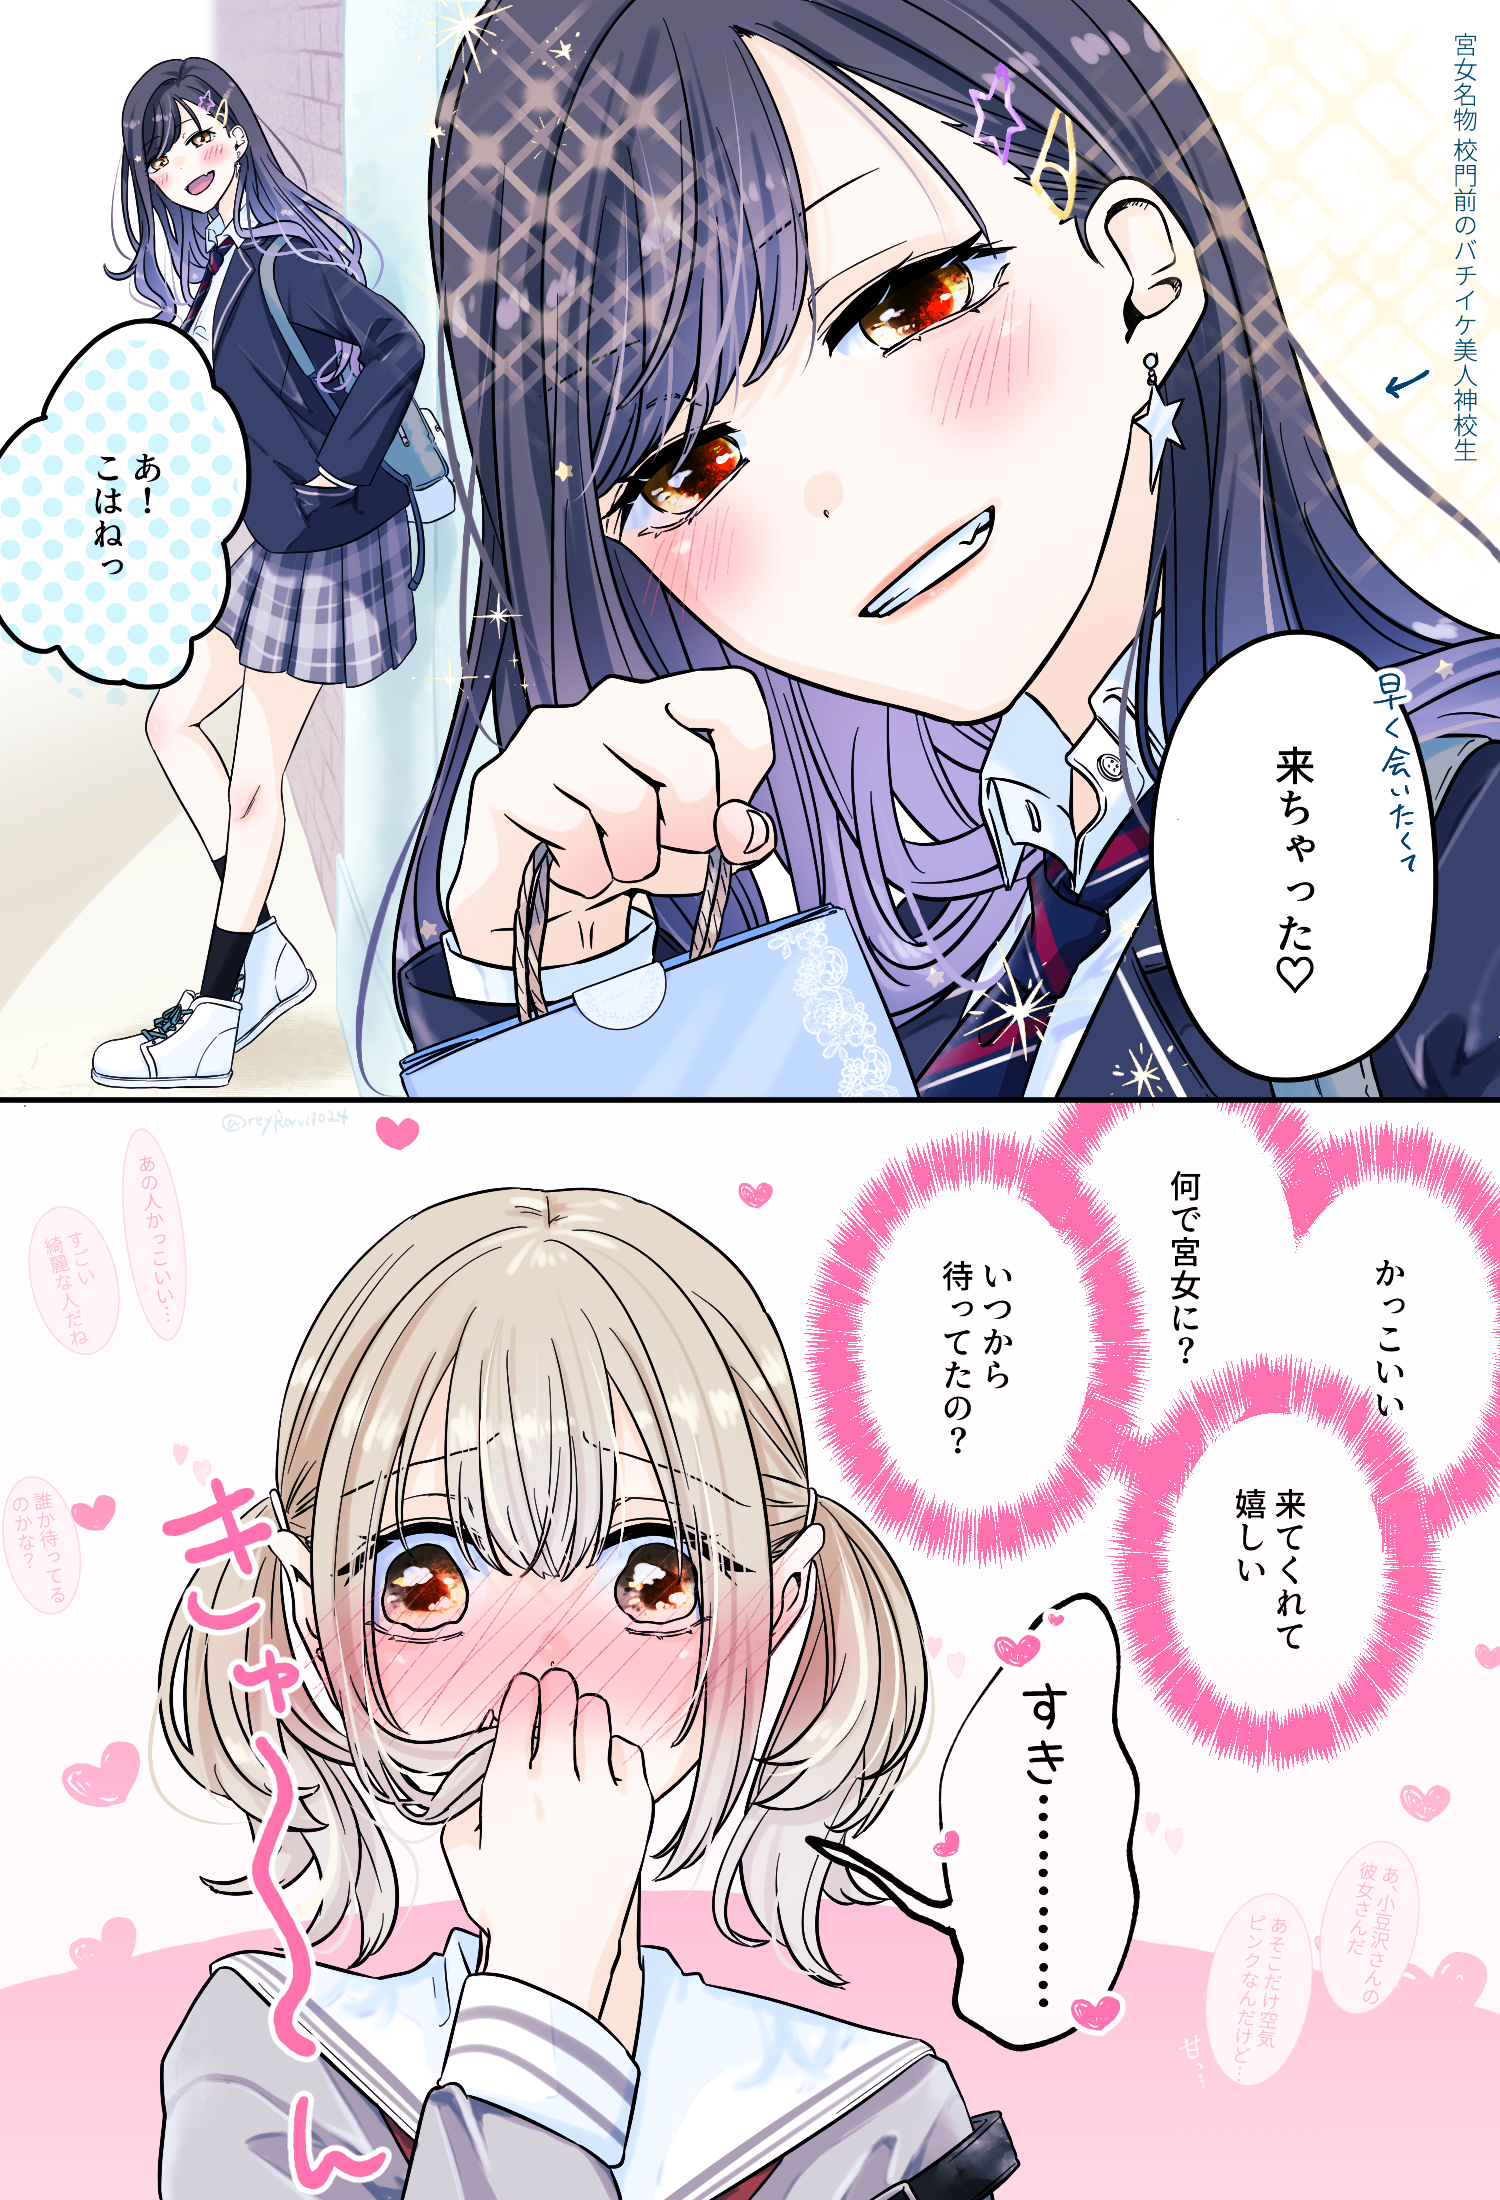 宮女名物 校門前のバチイケ美人神校生
あ！
こはねっ
早く会いたくて
来ちゃった♡
かっこいい
何で宮女に？
いつから
待ってたの？
来てくれて
嬉しい
すき…………
キャーん
あの人かっこいい…
すごい
綺麗な人だね
誰か待ってる
のかな？
あ、小豆沢さんの
彼女さんだ
あそこだけ空気
ピンクなんだけど…
甘っ…